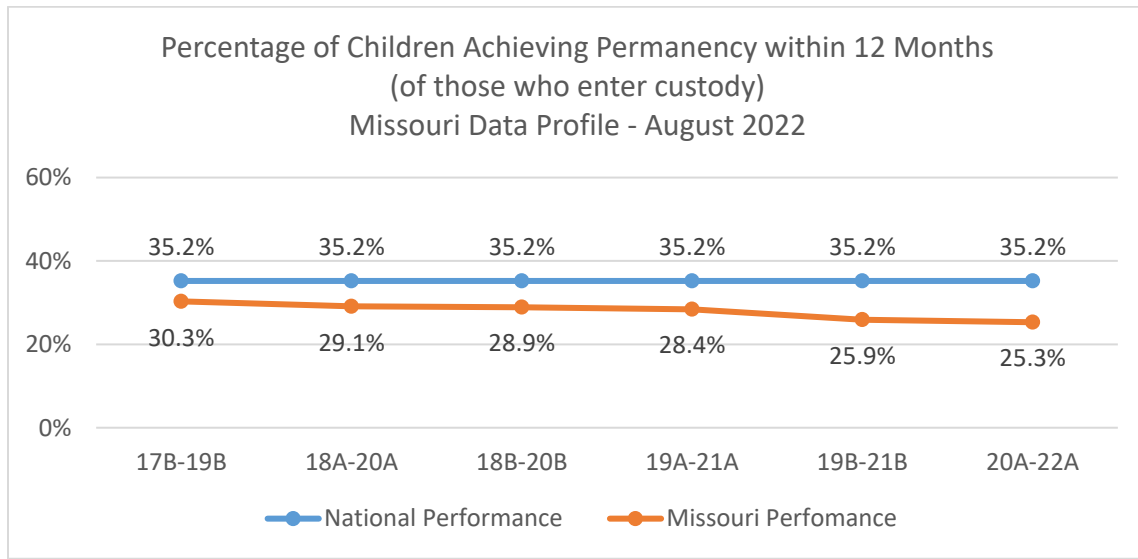 Percentage of Children Achieving Permanency within 12 Months
(of those who enter custody)
Missouri Data Profile - August 2022
60%
35.2% 35.2% 35.2% 35.2% 35.2% 35.2%
40%
30.3% 29.1% 28.9% 28.4% 25.9% 25.3%
20%
0%
17B-19B 18A-20A 18B-20B 19A-21A 19B-21B 20A-22A
National Performance Missouri Perfomance